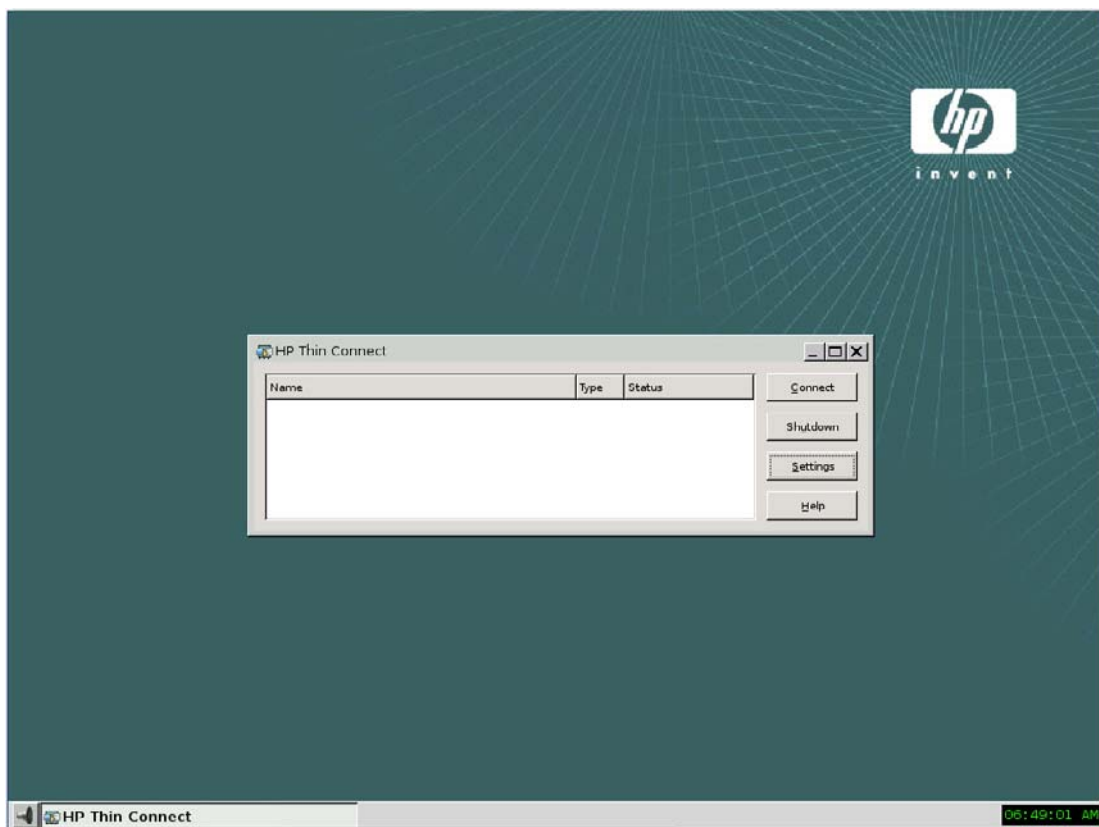 hp
invent
HP Thin Connect
Name Type Status
Connect
Shutdown
Settings
Help
HP Thin Connect
06:49:01 AM